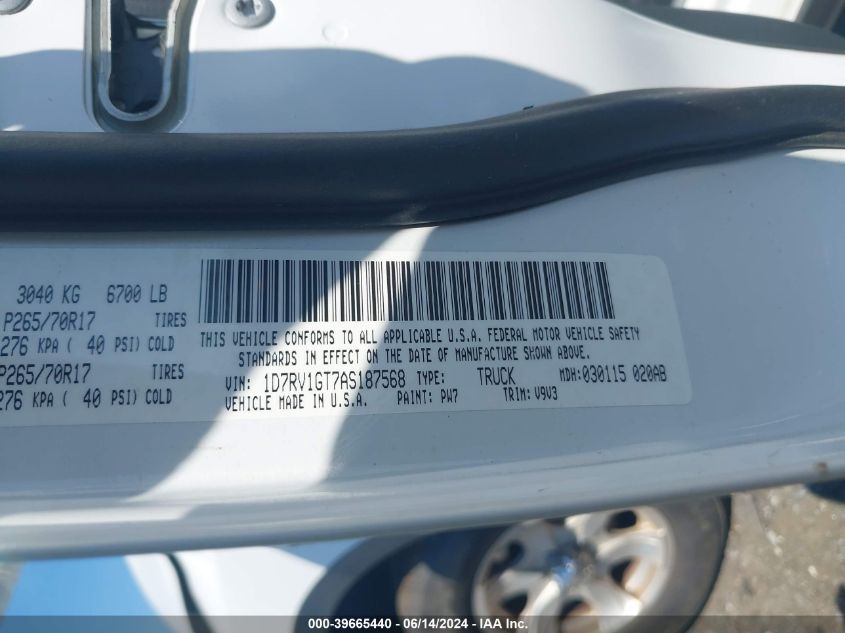 3040 KG 6700 LB
P265/70R17 TIRES
276 KPA ( 40 PSI) COLD
P265/70R17 TIRES
276 KPA ( 40 PSI) COLD
THIS VEHICLE CONFORMS TO ALL APPLICABLE U.S.A. FEDERAL MOTOR VEHICLE SAFETY
STANDARDS IN EFFECT ON THE DATE OF MANUFACTURE SHOWN ABOVE.
VIN: 1D7RV1GT7AS187568 TYPE: TRUCK MDH:030115 020AB
VEHICLE MADE IN U.S.A. PAINT: PW7 TRIM: V9V3
000-39665440 - 06/14/2024 - IAA Inc.